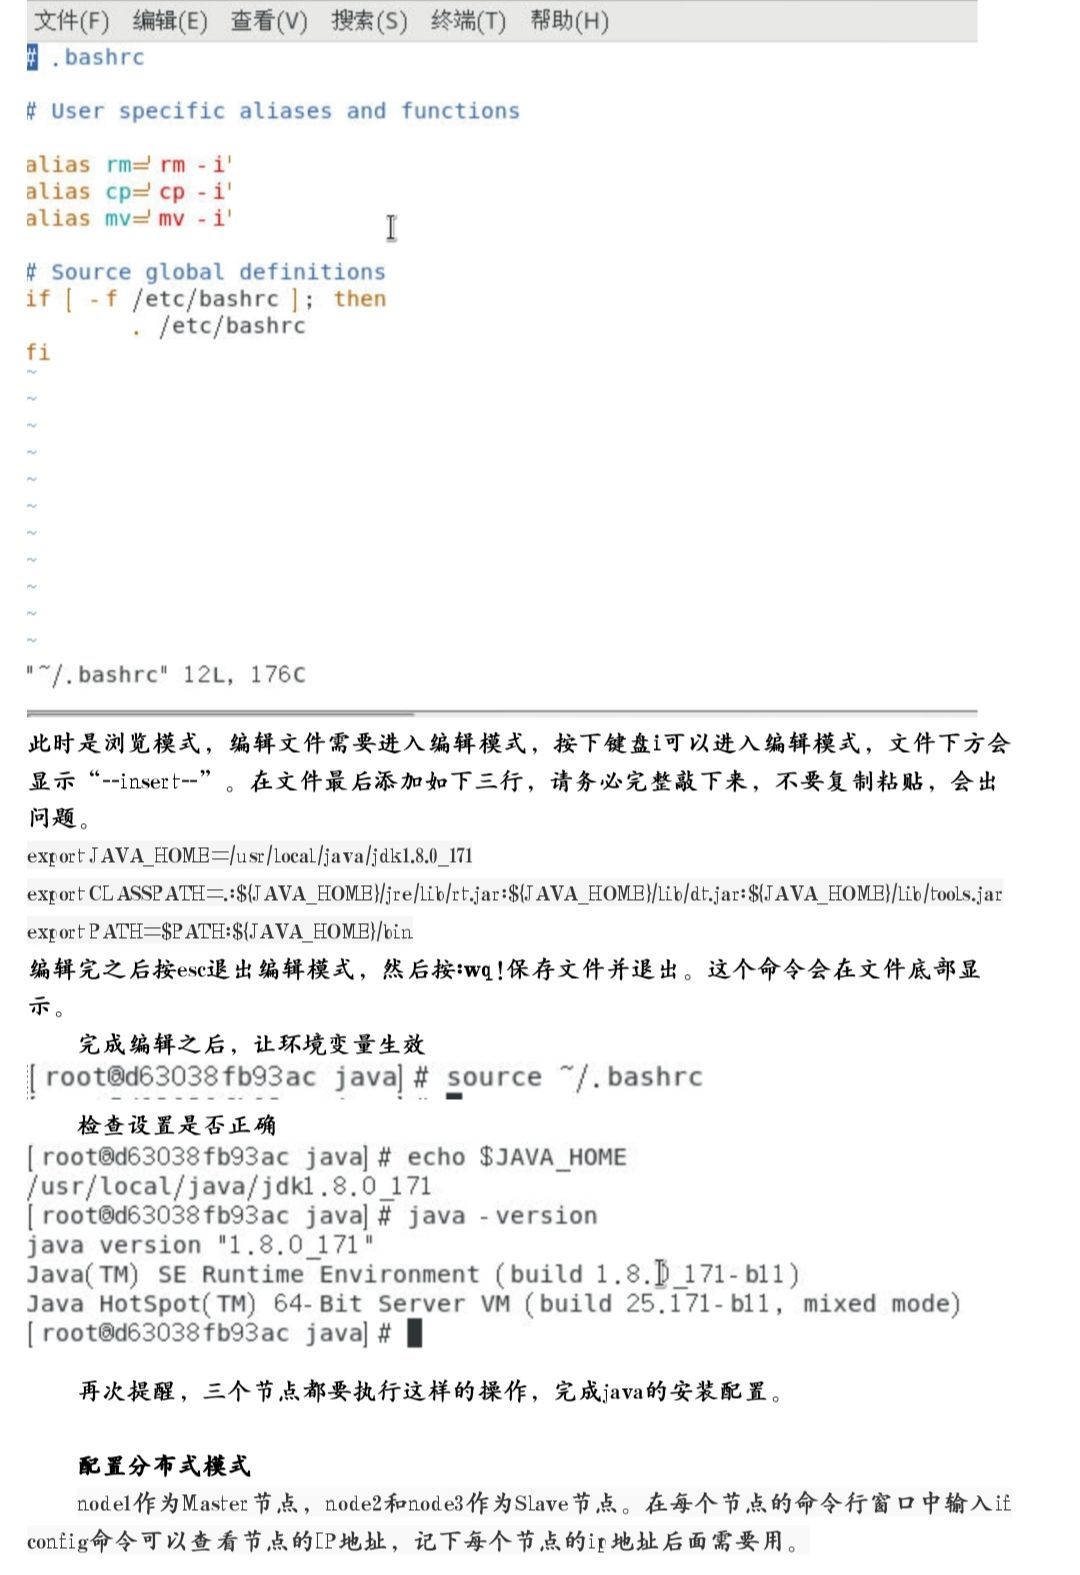 文件(F) 编辑(E) 查看(V) 搜索(S) 终端(T) 帮助(H)
# .bashrc
# User specific aliases and functions
alias rm='rm -i'
alias cp='cp -i'
alias mv='mv -i'
# Source global definitions
if [ -f /etc/bashrc ]; then
. /etc/bashrc
fi
~
~
~
~
~
~
~
~
~
~
~
"~/.bashrc" 12L, 176C
此时是浏览模式，编辑文件需要进入编辑模式，按下键盘i可以进入编辑模式，文件下方会
显示“--insert--”。在文件最后添加如下三行，请务必完整敲下来，不要复制粘贴，会出
问题。
export JAVA_HOME=/usr/local/java/jdk1.8.0_171
export CLASSPATH=.:${JAVA_HOME}/jre/lib/rt.jar:${JAVA_HOME}/lib/dt.jar:${JAVA_HOME}/lib/tools.jar
export PATH=$PATH:${JAVA_HOME}/bin
编辑完之后按esc退出编辑模式，然后按:wq!保存文件并退出。这个命令会在文件底部显
示。
完成编辑之后，让环境变量生效
[root@d63038fb93ac java]# source ~/.bashrc
检查设置是否正确
[root@d63038fb93ac java]# echo $JAVA_HOME
/usr/local/java/jdk1.8.0_171
[root@d63038fb93ac java]# java -version
java version "1.8.0_171"
Java(TM) SE Runtime Environment (build 1.8.0_171-b11)
Java HotSpot(TM) 64-Bit Server VM (build 25.171-b11, mixed mode)
[root@d63038fb93ac java]#
再次提醒，三个节点都要执行这样的操作，完成java的安装配置。
配置分布式模式
node1作为Master节点，node2和node3作为Slave节点。在每个节点的命令行窗口中输入if
config命令可以查看节点的IP地址，记下每个节点的ip地址后面需要用。